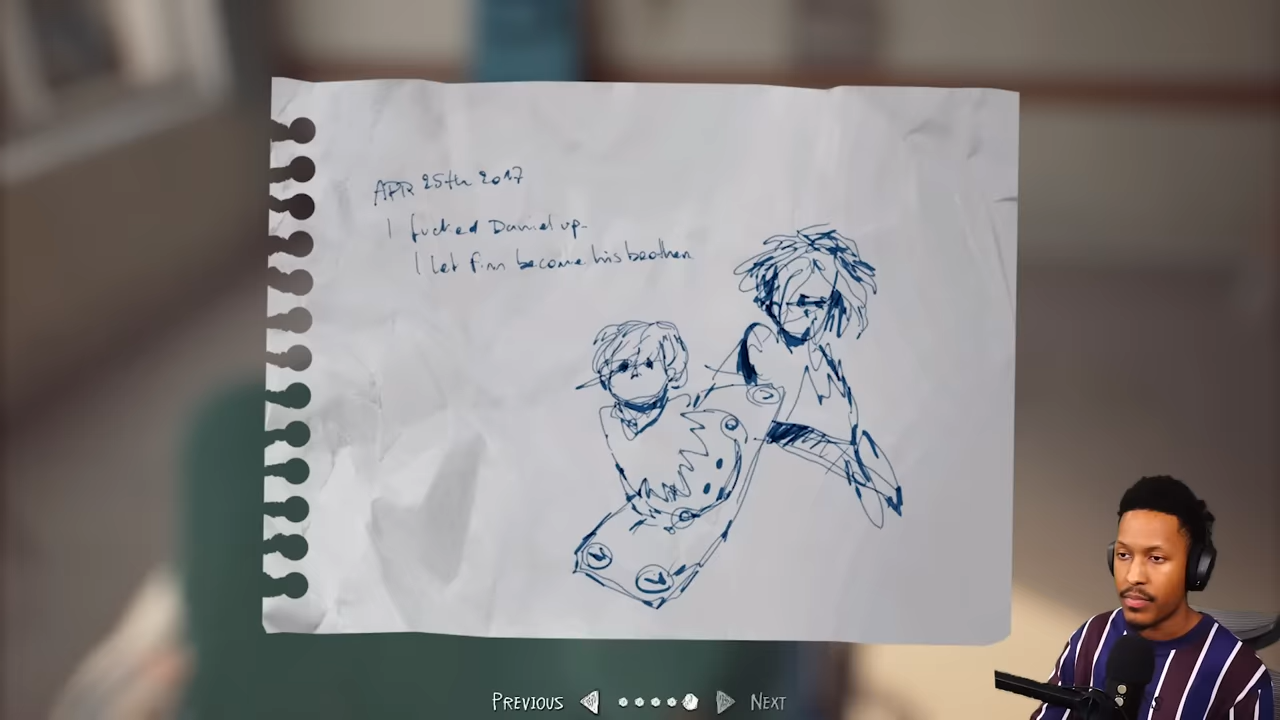 APR 25th 2017
I fucked Daniel up.
I let Finn become his brother
PREVIOUS
NEXT